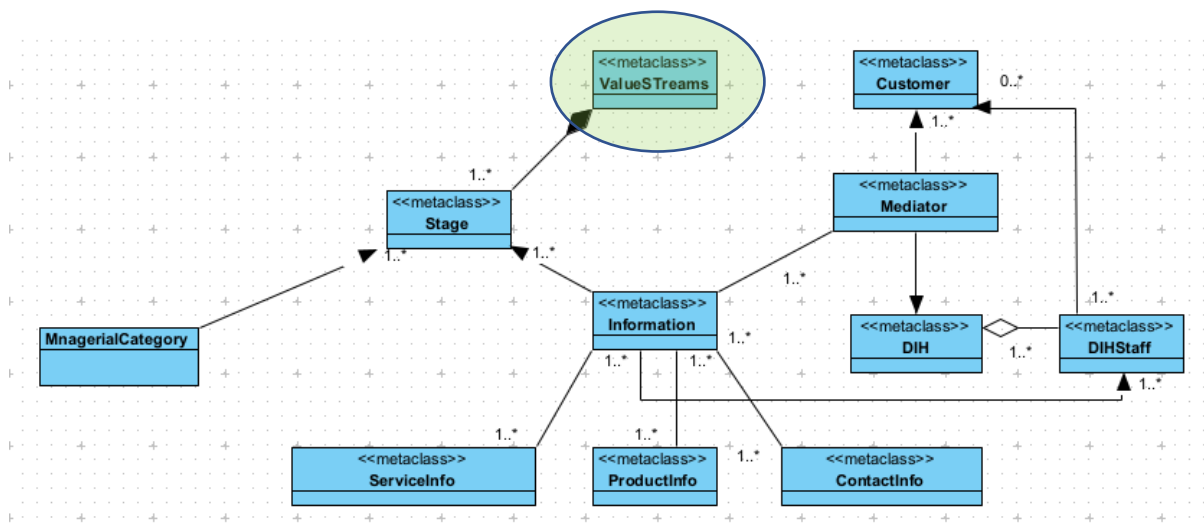 <<metaclass>>
ValueSTreams
<<metaclass>>
Customer
0..*
1..*
1..*
<<metaclass>>
Stage
<<metaclass>>
Mediator
1..*
1..*
1..*
<<metaclass>>
Information
1..*
1..*
1..*
MnagerialCategory
<<metaclass>>
DIH
1..*
1..*
<<metaclass>>
DIHStaff
1..*
1..*
1..*
1..*
<<metaclass>>
ServiceInfo
<<metaclass>>
ProductInfo
<<metaclass>>
ContactInfo